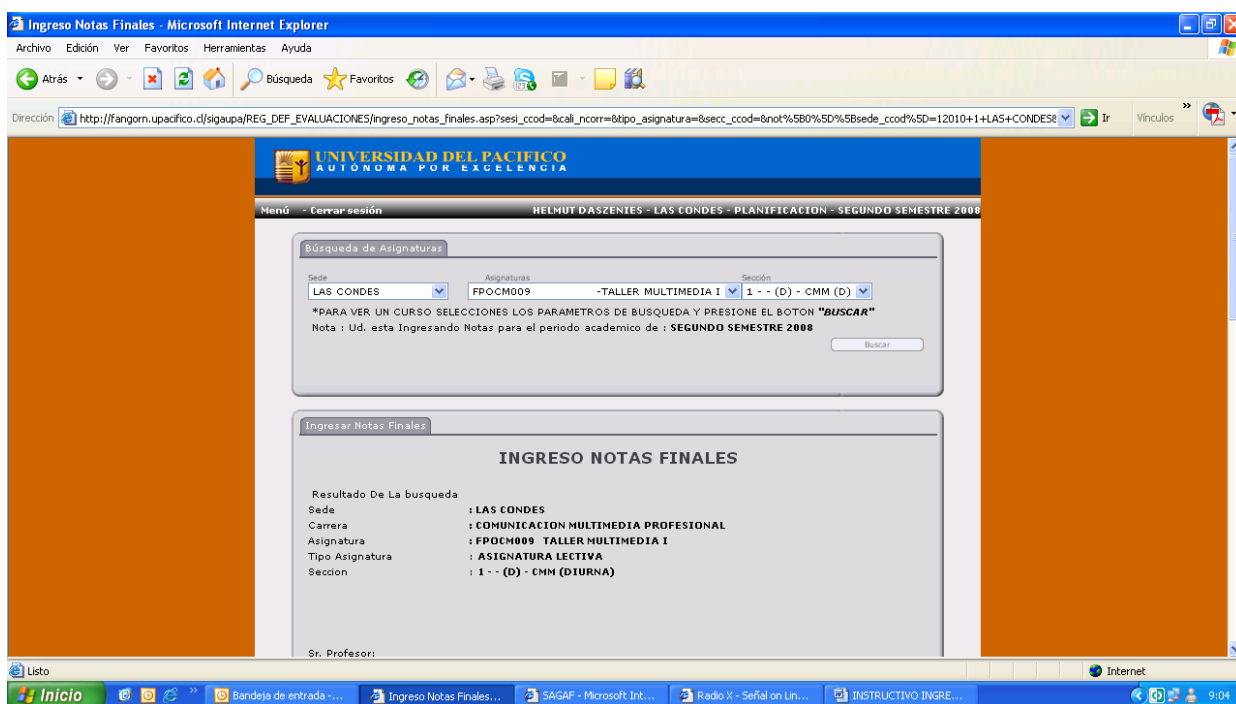 Ingreso Notas Finales - Microsoft Internet Explorer
Archivo Edición Ver Favoritos Herramientas Ayuda
Atrás Búsqueda Favoritos
Dirección http://fangorn.upacifico.cl/sigaupa/REG_DEF_EVALUACIONES/ingreso_notas_finales.asp?sesi_ccod=&cali_ncorr=&tipo_asignatura=&secc_ccod=&not%5B0%5D%5Bsede_ccod%5D=12010+1+LAS+CONDES& Ir Vínculos »
UNIVERSIDAD DEL PACIFICO
AUTÓNOMA POR EXCELENCIA
Menú - Cerrar sesión HELMUT DASZENIES - LAS CONDES - PLANIFICACION - SEGUNDO SEMESTRE 2008
Búsqueda de Asignaturas
Sede Asignaturas Sección
LAS CONDES FPOCM009 -TALLER MULTIMEDIA I 1 - - (D) - CMM (D)
*PARA VER UN CURSO SELECCIONES LOS PARAMETROS DE BUSQUEDA Y PRESIONE EL BOTON "BUSCAR"
Nota : Ud. esta Ingresando Notas para el periodo academico de : SEGUNDO SEMESTRE 2008
Buscar
Ingresar Notas Finales
INGRESO NOTAS FINALES
Resultado De La busqueda
Sede : LAS CONDES
Carrera : COMUNICACION MULTIMEDIA PROFESIONAL
Asignatura : FPOCM009 TALLER MULTIMEDIA I
Tipo Asignatura : ASIGNATURA LECTIVA
Seccion : 1 - - (D) - CMM (DIURNA)
Sr. Profesor:
Listo Internet
Inicio » Bandeja de entrada -... Ingreso Notas Finales... SAGAF - Microsoft Int... Radio X - Señal on Lin... INSTRUCTIVO INGRE... 9:04